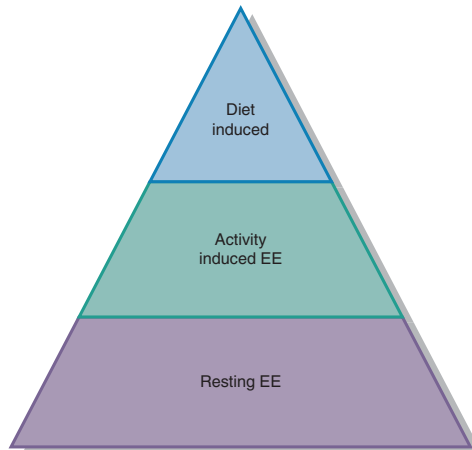 Diet
induced
Activity
induced EE
Resting EE